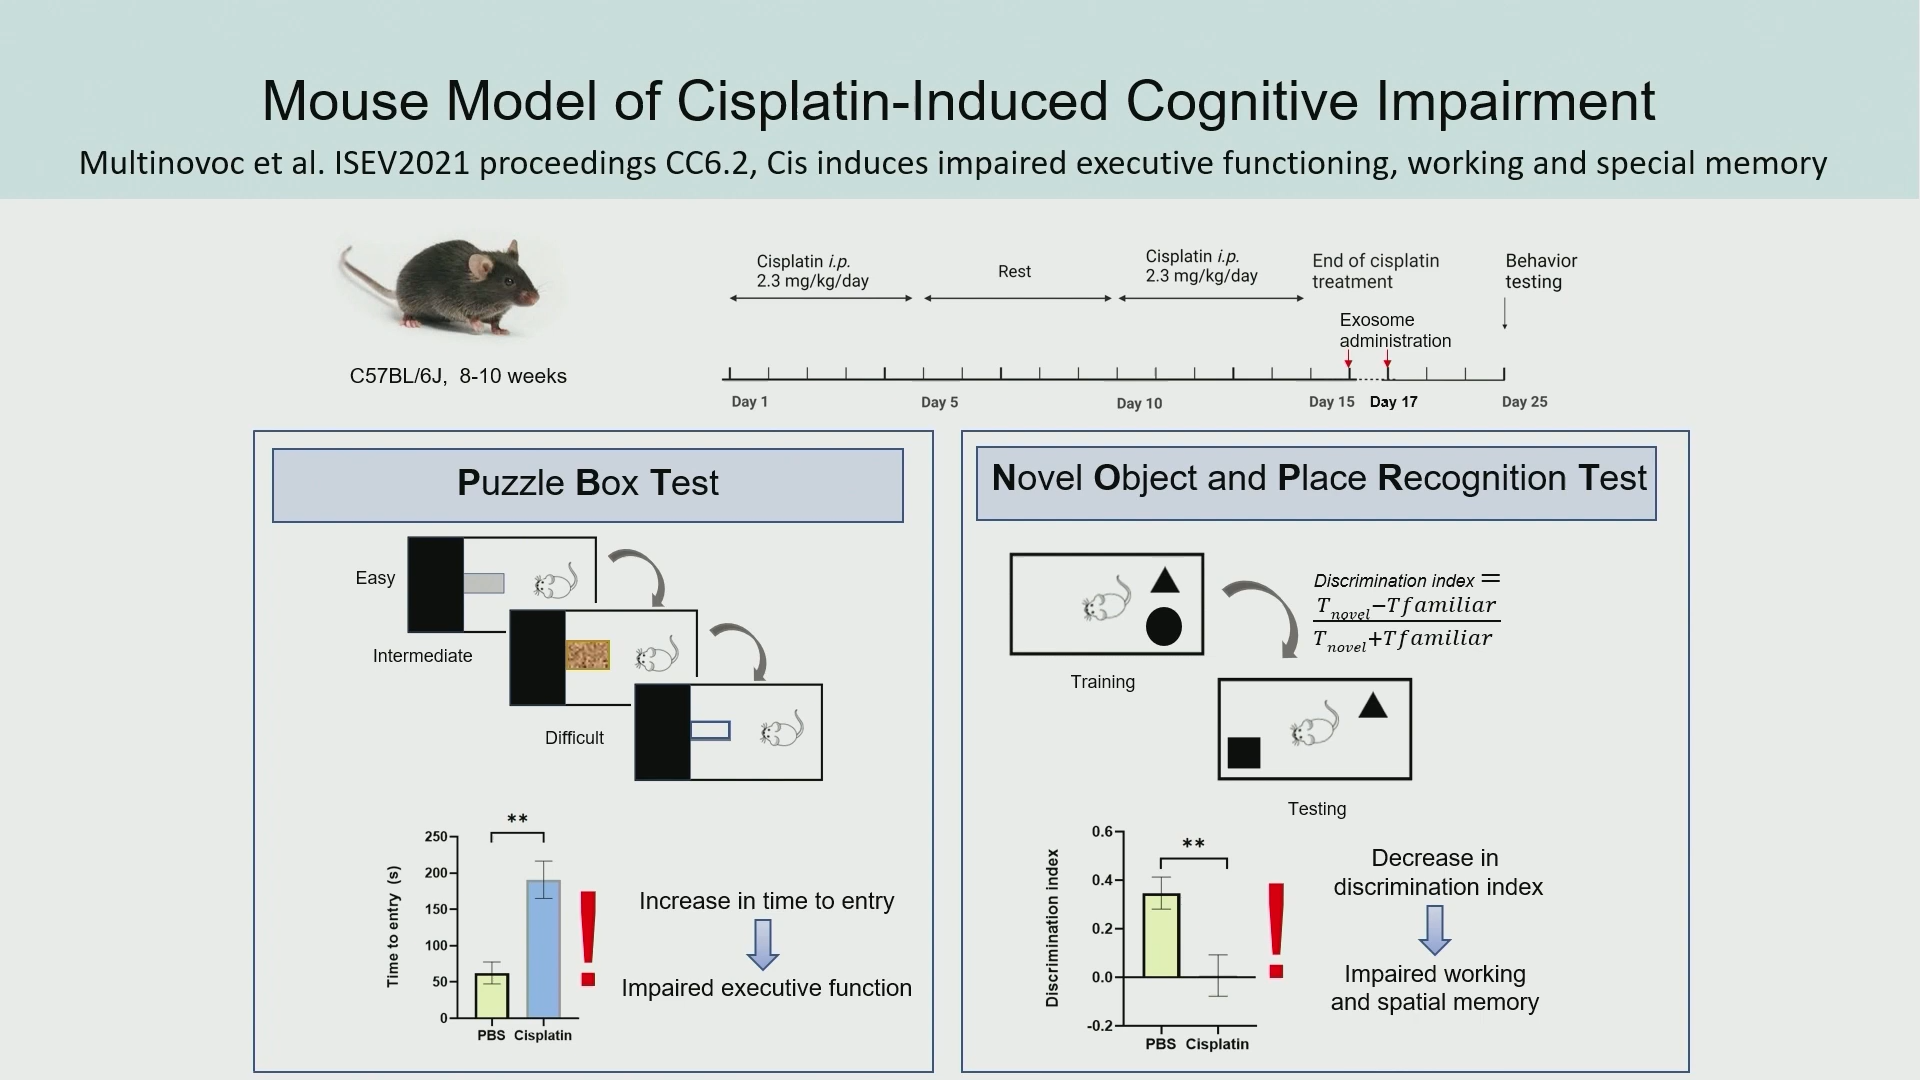 Mouse Model of Cisplatin-Induced Cognitive Impairment
Multinovoc et al. ISEV2021 proceedings CC6.2, Cis induces impaired executive functioning, working and special memory
C57BL/6J, 8-10 weeks
Cisplatin i.p.
2.3 mg/kg/day
Rest
Cisplatin i.p.
2.3 mg/kg/day
End of cisplatin
treatment
Exosome
administration
Behavior
testing
Day 1
Day 5
Day 10
Day 15
Day 17
Day 25
Puzzle Box Test
Easy
Intermediate
Difficult
Time to entry (s)
250
200
150
100
50
0
**
PBS
Cisplatin
!
Increase in time to entry
Impaired executive function
Novel Object and Place Recognition Test
Training
Discrimination index =
Tnovel−Tfamiliar
Tnovel+Tfamiliar
Testing
Discrimination index
0.6
0.4
0.2
0.0
-0.2
**
PBS
Cisplatin
!
Decrease in
discrimination index
Impaired working
and spatial memory